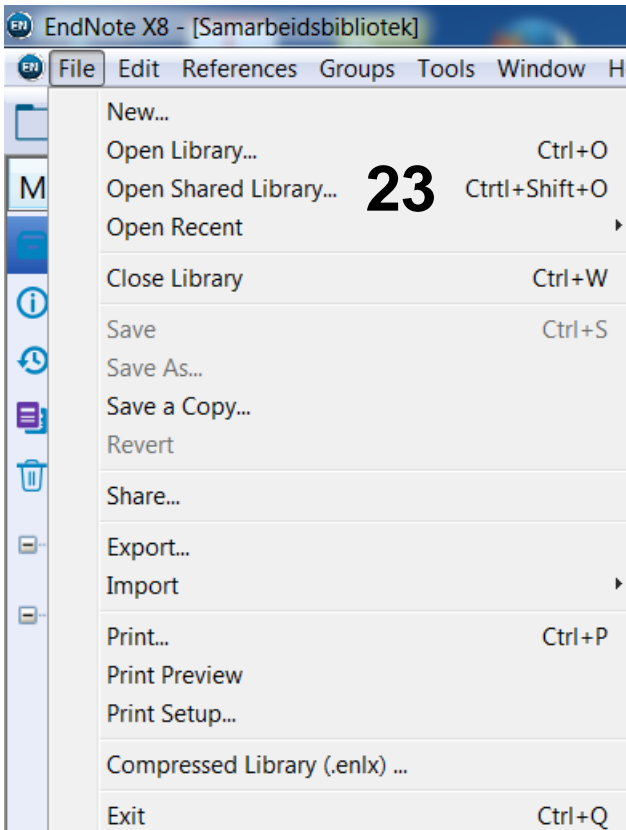 EndNote X8 - [Samarbeidsbibliotek]
File Edit References Groups Tools Window H
New...
Open Library... Ctrl+O
M Open Shared Library... 23 Ctrtl+Shift+O
Open Recent
Close Library Ctrl+W
Save Ctrl+S
Save As...
Save a Copy...
Revert
Share...
Export...
Import
Print... Ctrl+P
Print Preview
Print Setup...
Compressed Library (.enlx) ...
Exit Ctrl+Q